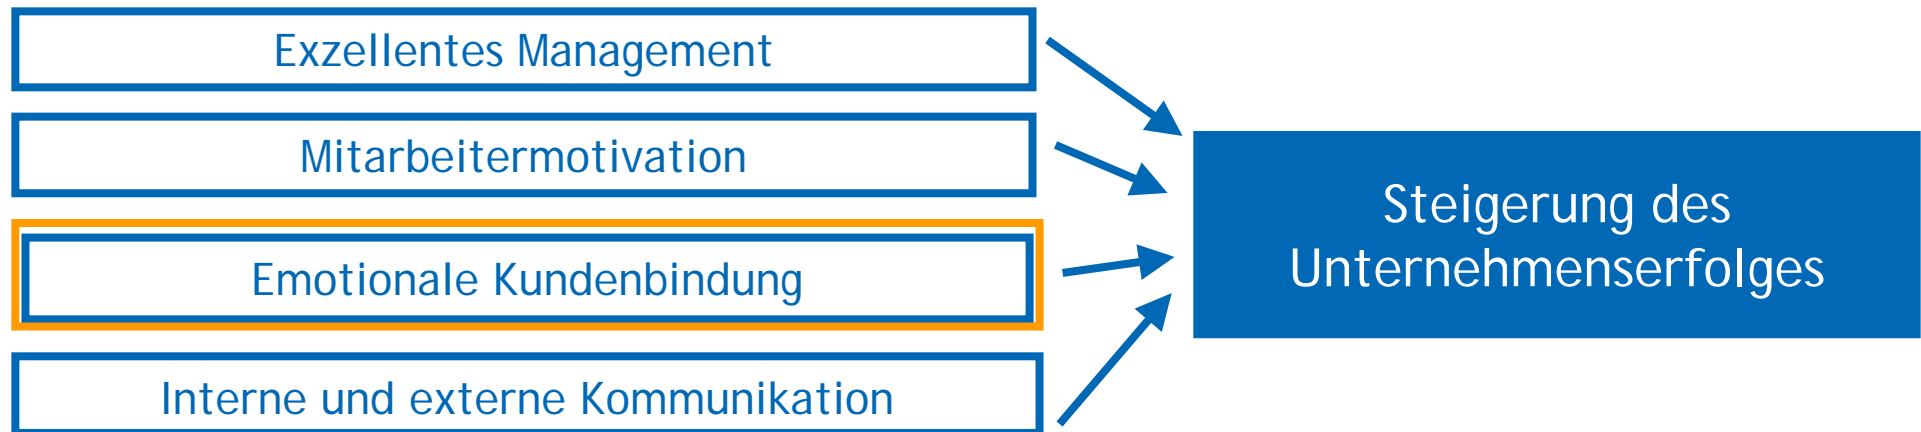 Exzellentes Management
Mitarbeitermotivation
Emotionale Kundenbindung
Interne und externe Kommunikation
Steigerung des
Unternehmenserfolges